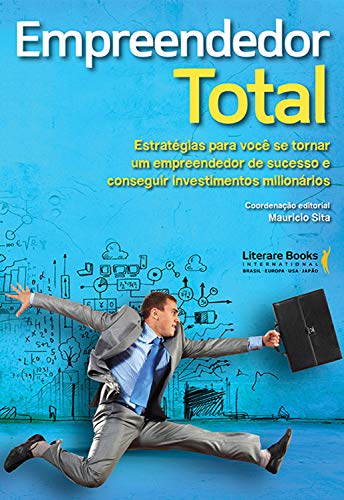 Empreendedor
Total
Estratégias para você se tornar
um empreendedor de sucesso e
conseguir investimentos milionários
Coordenação editorial
Mauricio Sita
Literare Books
INTERNATIONAL
BRASIL · EUROPA · USA · JAPÃO